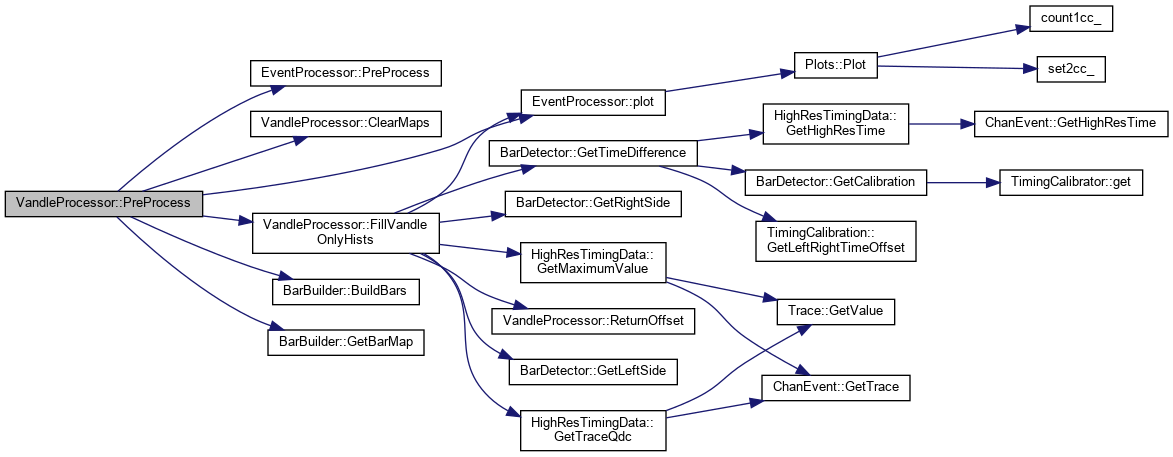 VandleProcessor::PreProcess
EventProcessor::PreProcess
VandleProcessor::ClearMaps
VandleProcessor::FillVandle
OnlyHists
BarBuilder::BuildBars
BarBuilder::GetBarMap
EventProcessor::plot
BarDetector::GetTimeDifference
BarDetector::GetRightSide
HighResTimingData::
GetMaximumValue
VandleProcessor::ReturnOffset
BarDetector::GetLeftSide
HighResTimingData::
GetTraceQdc
Plots::Plot
HighResTimingData::
GetHighResTime
BarDetector::GetCalibration
TimingCalibration::
GetLeftRightTimeOffset
Trace::GetValue
ChanEvent::GetTrace
count1cc_
set2cc_
ChanEvent::GetHighResTime
TimingCalibrator::get